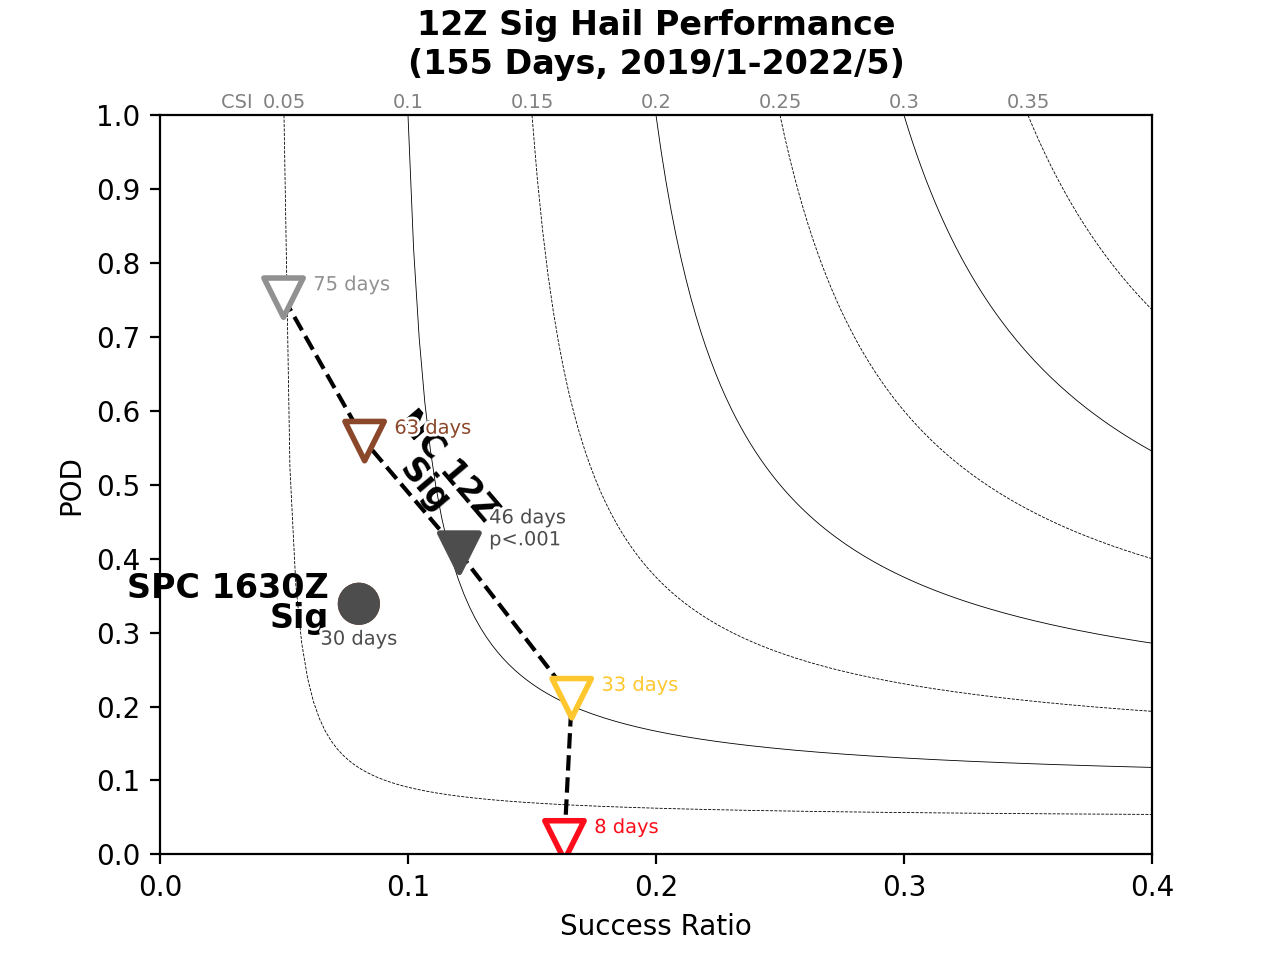 12Z Sig Hail Performance
(155 Days, 2019/1-2022/5)
CSI 0.05 0.1 0.15 0.2 0.25 0.3 0.35
1.0
0.9
0.8
75 days
0.7
0.6
63 days
12Z
Sig
0.5
46 days
p<.001
0.4
SPC 1630Z
Sig
0.3
30 days
33 days
0.2
0.1
8 days
0.0
POD
0.0 0.1 0.2 0.3 0.4
Success Ratio